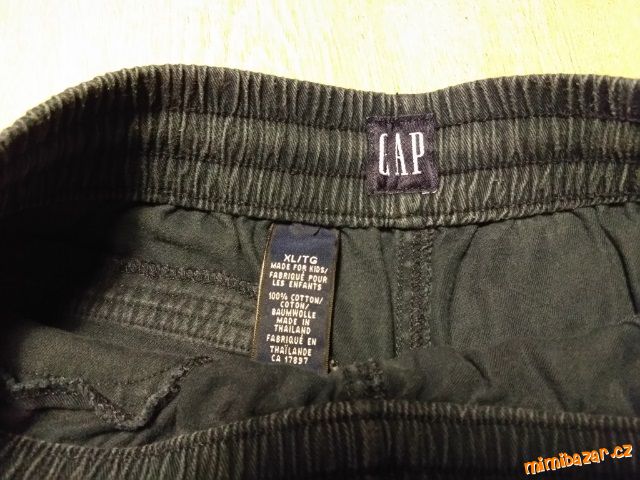 GAP
XL/TG
MADE FOR KIDS/
FABRIQUÉ POUR
LES ENFANTS
100% COTTON/
COTON/
BAUMWOLLE
MADE IN
THAILAND
FABRIQUÉ EN
THAÏLANDE
CA 17897
mimibazar.cz